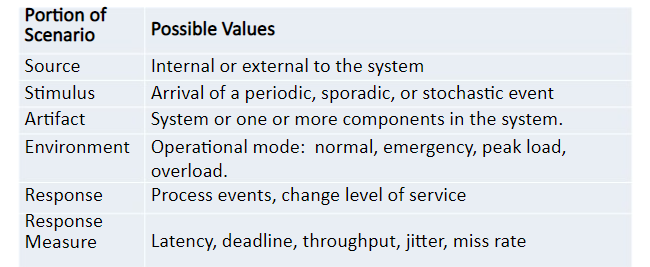 Portion of
Scenario
Possible Values
Source
Internal or external to the system
Stimulus
Arrival of a periodic, sporadic, or stochastic event
Artifact
System or one or more components in the system.
Environment
Operational mode:  normal, emergency, peak load,
overload.
Response
Process events, change level of service
Response
Measure
Latency, deadline, throughput, jitter, miss rate